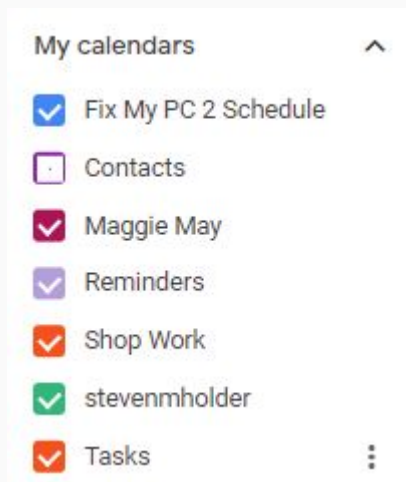 My calendars
Fix My PC 2 Schedule
Contacts
Maggie May
Reminders
Shop Work
stevenmholder
Tasks